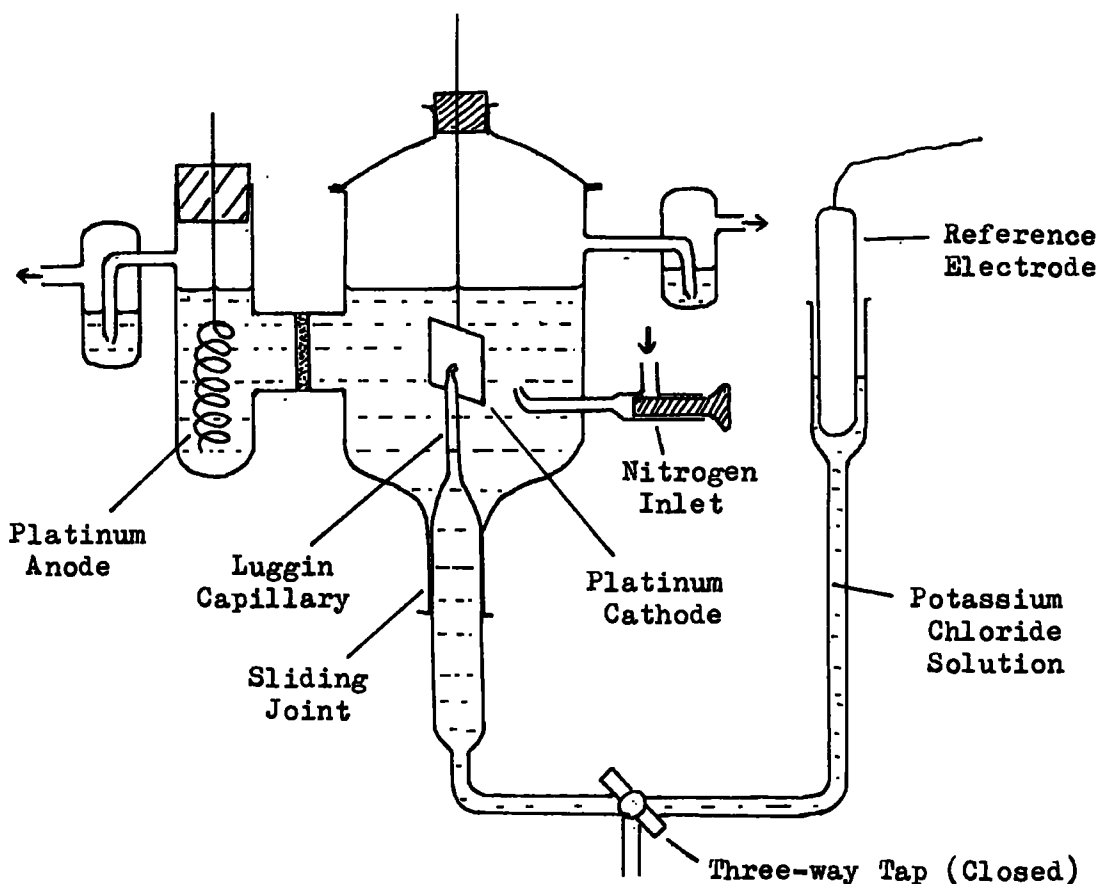 Reference
Electrode
Nitrogen
Inlet
Platinum
Anode
Luggin
Capillary
Platinum
Cathode
Potassium
Chloride
Solution
Sliding
Joint
Three-way Tap (Closed)